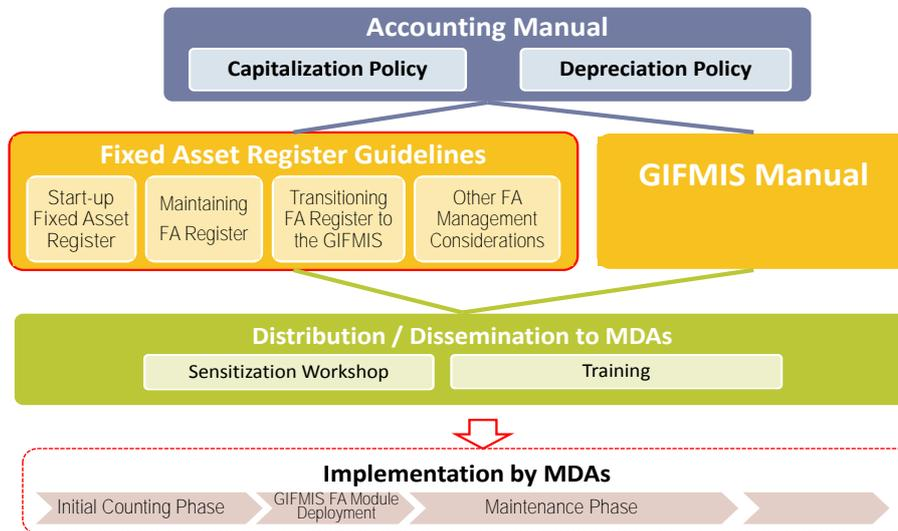 Accounting Manual
Capitalization Policy
Depreciation Policy
Fixed Asset Register Guidelines
Start-up
Fixed Asset
Register
Maintaining
FA Register
Transitioning
FA Register to
the GIFMIS
Other FA
Management
Considerations
GIFMIS Manual
Distribution / Dissemination to MDAs
Sensitization Workshop
Training
Implementation by MDAs
Initial Counting Phase
GIFMIS FA Module
Deployment
Maintenance Phase